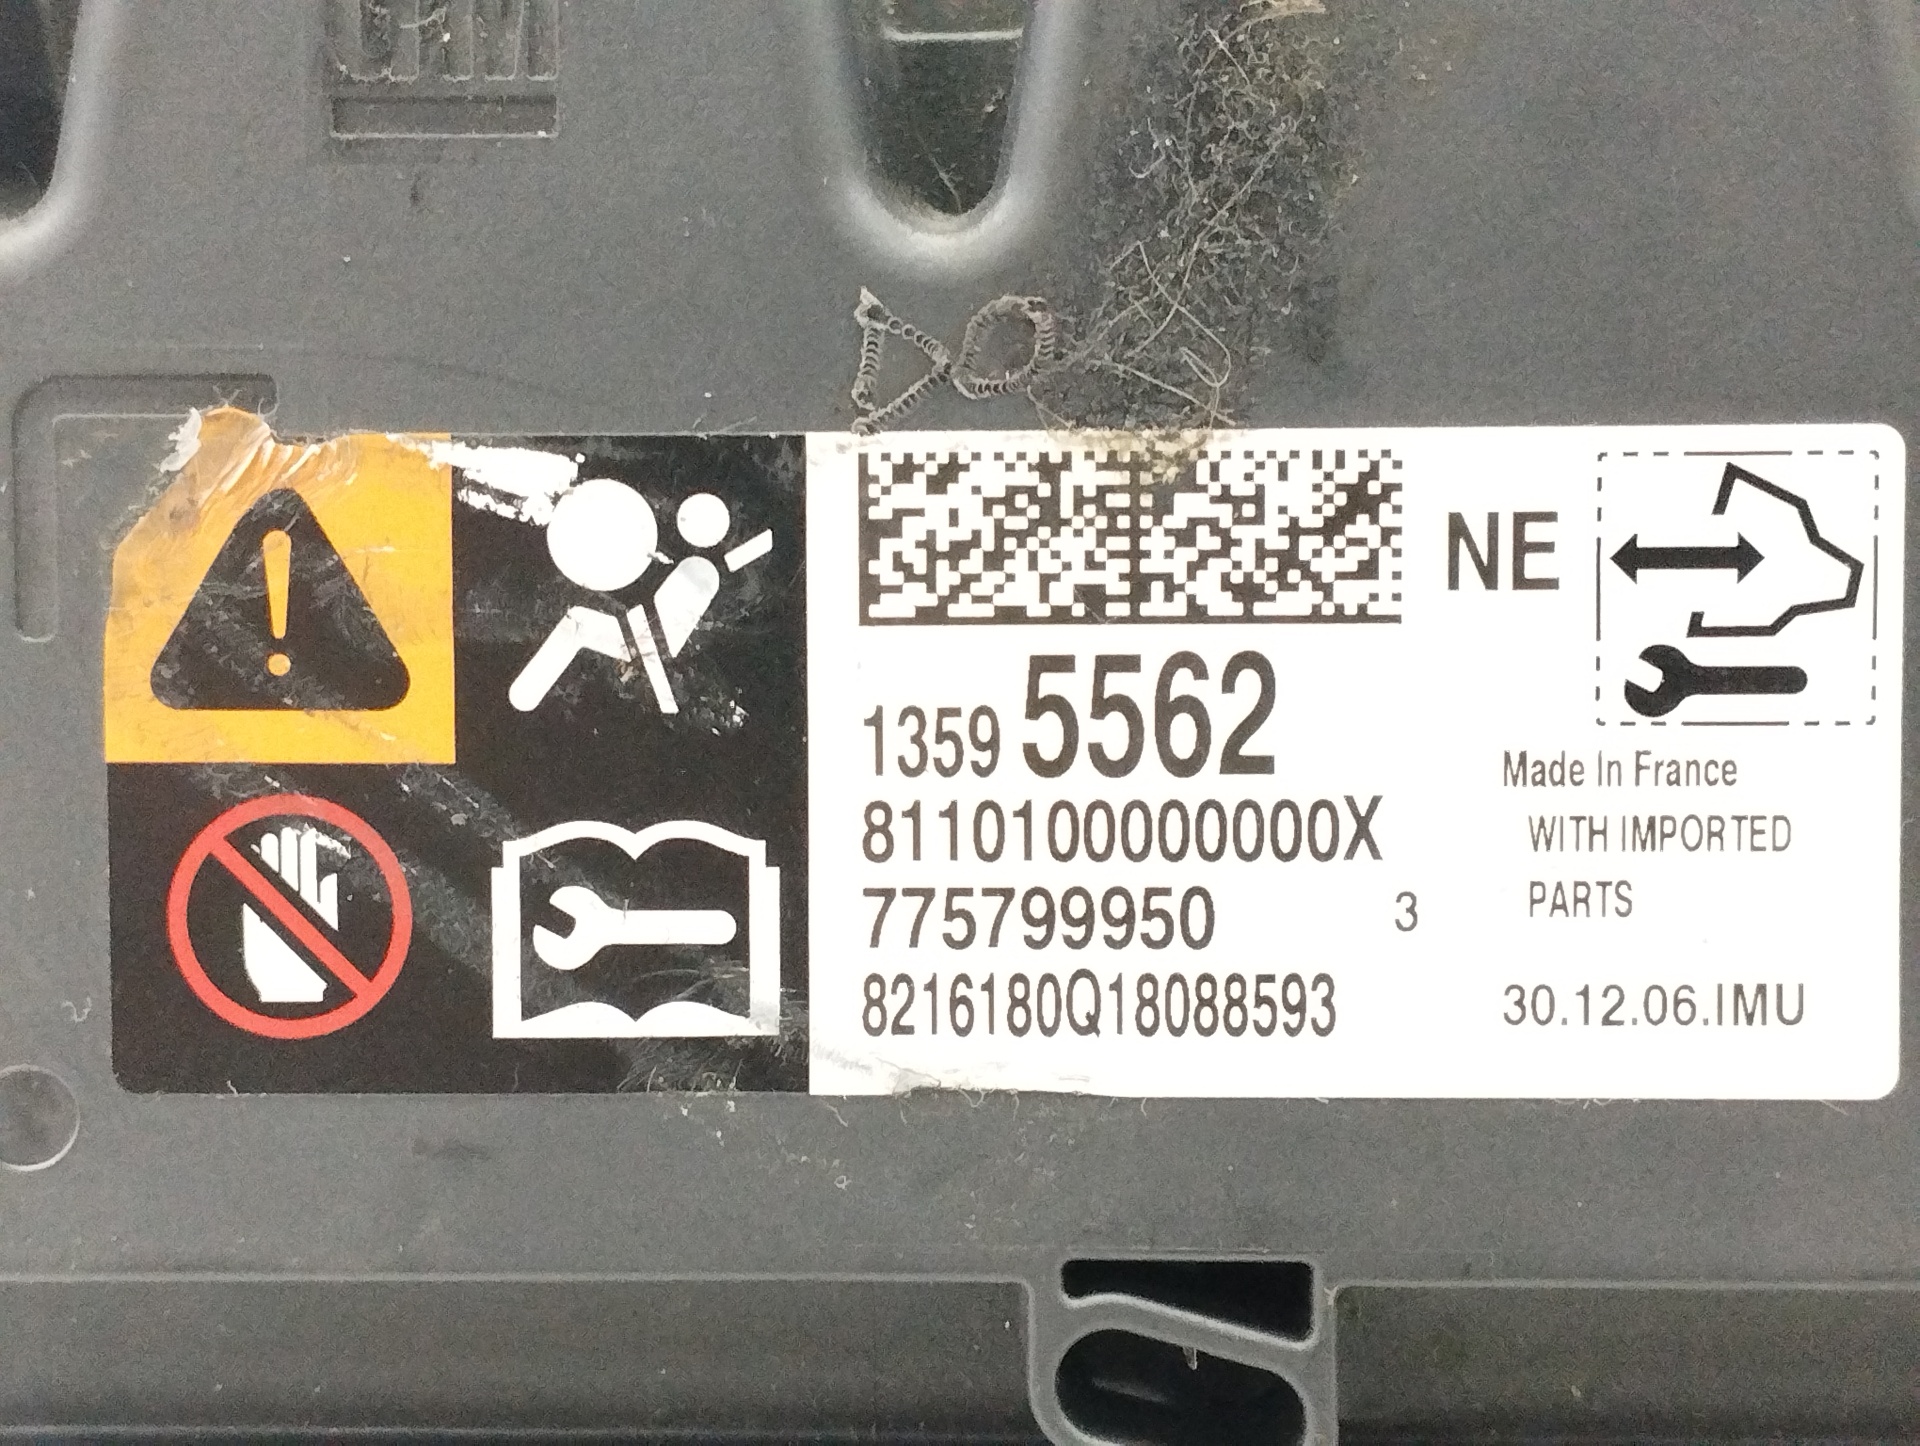 NE
1359 5562
8110100000000X
775799950 3
8216180Q18088593
Made In France
WITH IMPORTED
PARTS
30.12.06.IMU